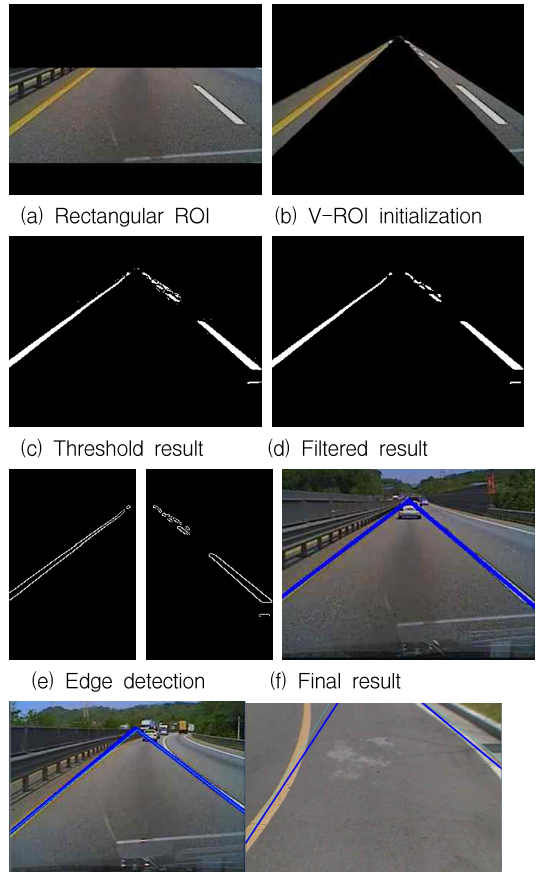 (a) Rectangular ROI
(b) V-ROI initialization
(c) Threshold result
(d) Filtered result
(e) Edge detection
(f) Final result